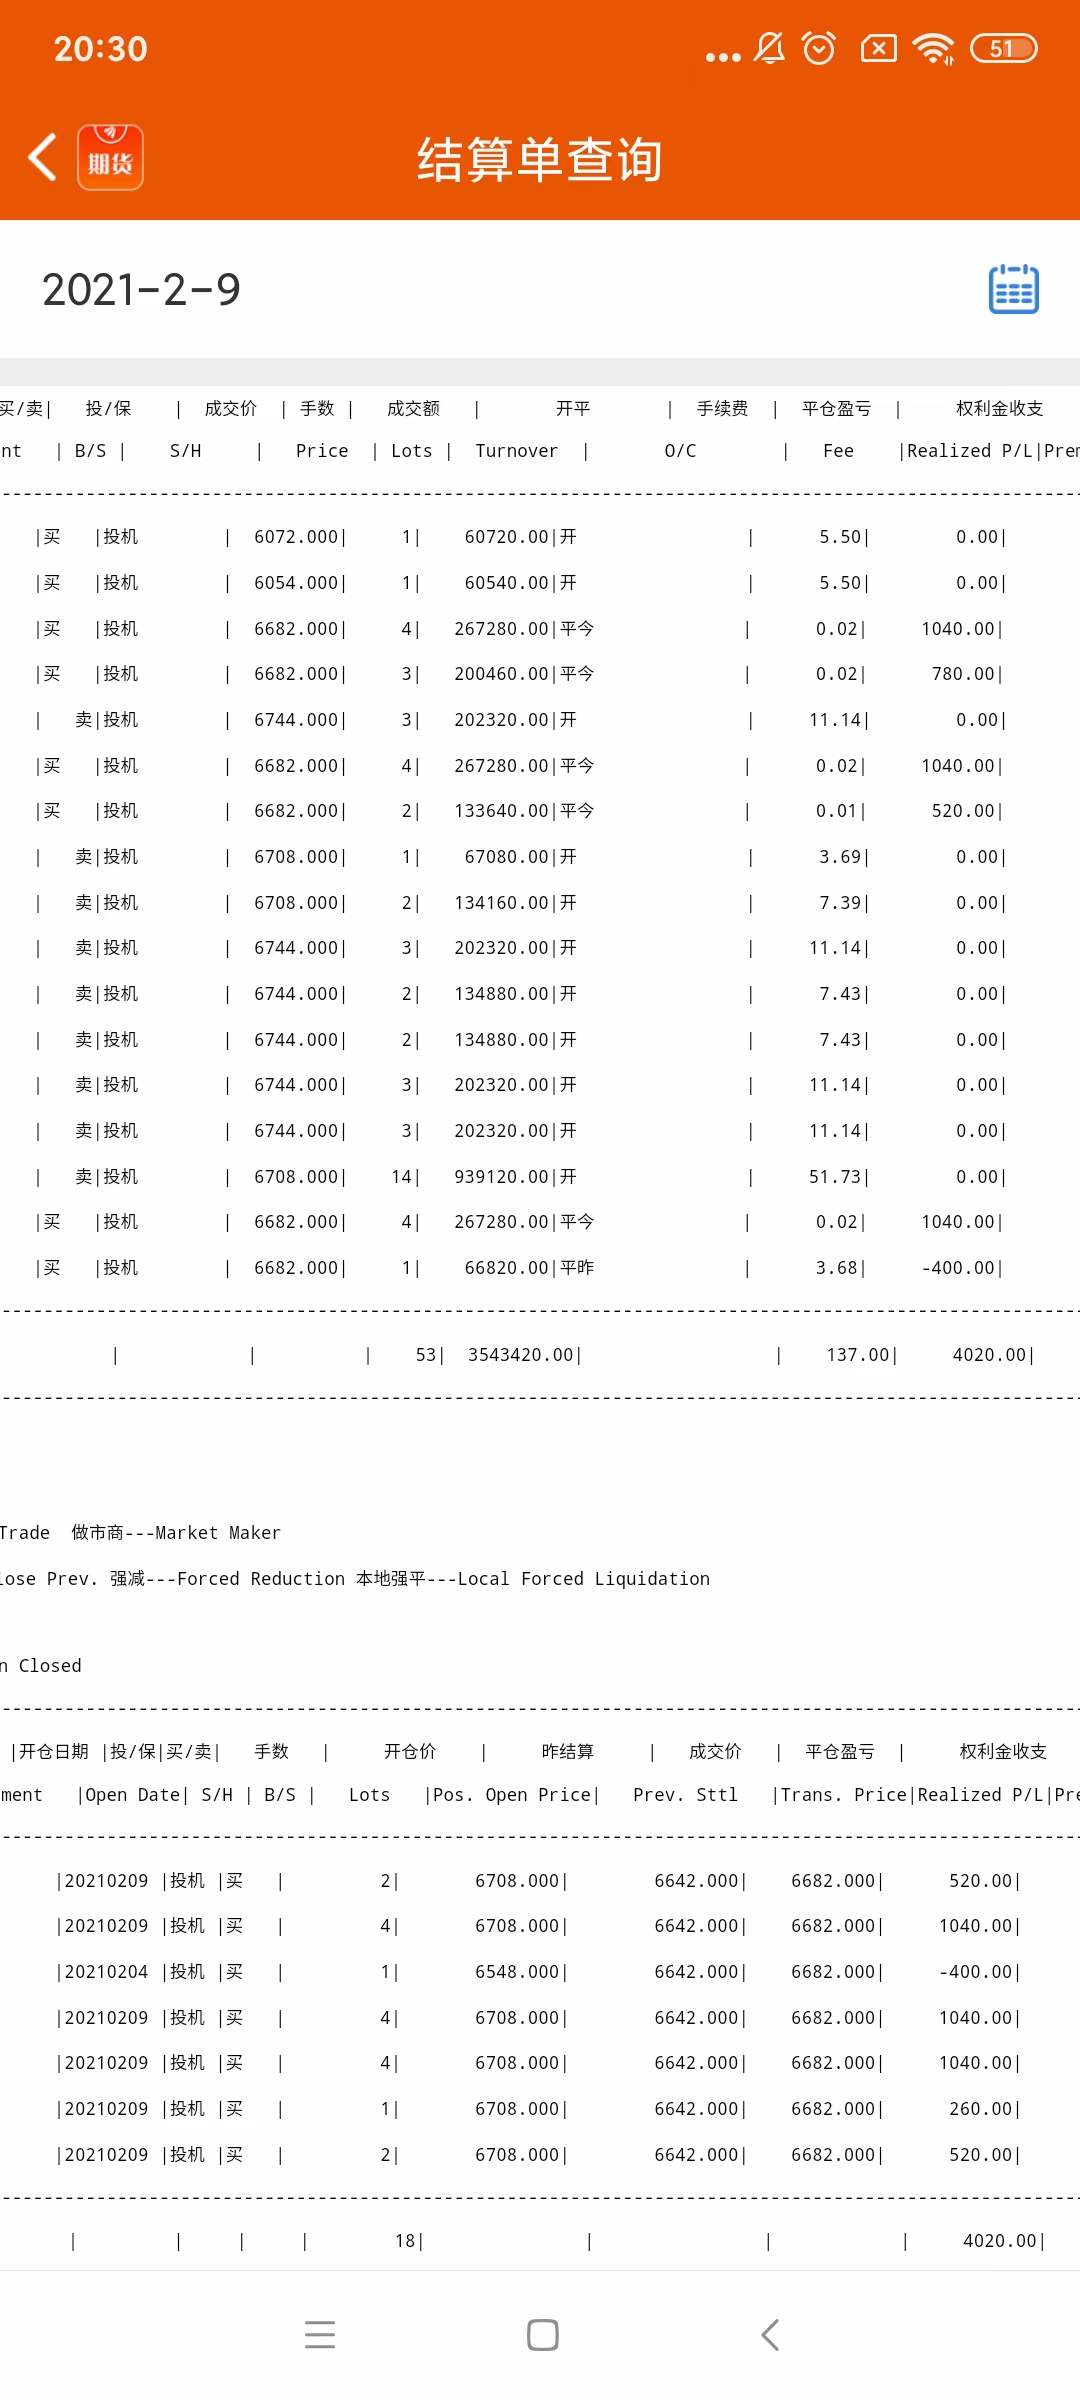 20:30
51
期货
结算单查询
2021-2-9
买/卖| 投/保 | 成交价 | 手数 | 成交额 | 开平 | 手续费 | 平仓盈亏 | 权利金收支
nt | B/S | S/H | Price | Lots | Turnover | O/C | Fee |Realized P/L|Prem
|买 |投机 | 6072.000| 1| 60720.00|开 | 5.50| 0.00|
|买 |投机 | 6054.000| 1| 60540.00|开 | 5.50| 0.00|
|买 |投机 | 6682.000| 4| 267280.00|平今 | 0.02| 1040.00|
|买 |投机 | 6682.000| 3| 200460.00|平今 | 0.02| 780.00|
| 卖|投机 | 6744.000| 3| 202320.00|开 | 11.14| 0.00|
|买 |投机 | 6682.000| 4| 267280.00|平今 | 0.02| 1040.00|
|买 |投机 | 6682.000| 2| 133640.00|平今 | 0.01| 520.00|
| 卖|投机 | 6708.000| 1| 67080.00|开 | 3.69| 0.00|
| 卖|投机 | 6708.000| 2| 134160.00|开 | 7.39| 0.00|
| 卖|投机 | 6744.000| 3| 202320.00|开 | 11.14| 0.00|
| 卖|投机 | 6744.000| 2| 134880.00|开 | 7.43| 0.00|
| 卖|投机 | 6744.000| 2| 134880.00|开 | 7.43| 0.00|
| 卖|投机 | 6744.000| 3| 202320.00|开 | 11.14| 0.00|
| 卖|投机 | 6744.000| 3| 202320.00|开 | 11.14| 0.00|
| 卖|投机 | 6708.000| 14| 939120.00|开 | 51.73| 0.00|
|买 |投机 | 6682.000| 4| 267280.00|平今 | 0.02| 1040.00|
|买 |投机 | 6682.000| 1| 66820.00|平昨 | 3.68| -400.00|
| | | 53| 3543420.00| | 137.00| 4020.00|
Trade 做市商---Market Maker
lose Prev. 强减---Forced Reduction 本地强平---Local Forced Liquidation
n Closed
|开仓日期 |投/保|买/卖| 手数 | 开仓价 | 昨结算 | 成交价 | 平仓盈亏 | 权利金收支
ment |Open Date| S/H | B/S | Lots |Pos. Open Price| Prev. Sttl |Trans. Price|Realized P/L|Pre
|20210209 |投机 |买 | 2| 6708.000| 6642.000| 6682.000| 520.00|
|20210209 |投机 |买 | 4| 6708.000| 6642.000| 6682.000| 1040.00|
|20210204 |投机 |买 | 1| 6548.000| 6642.000| 6682.000| -400.00|
|20210209 |投机 |买 | 4| 6708.000| 6642.000| 6682.000| 1040.00|
|20210209 |投机 |买 | 4| 6708.000| 6642.000| 6682.000| 1040.00|
|20210209 |投机 |买 | 1| 6708.000| 6642.000| 6682.000| 260.00|
|20210209 |投机 |买 | 2| 6708.000| 6642.000| 6682.000| 520.00|
| | | | 18| | | | 4020.00|